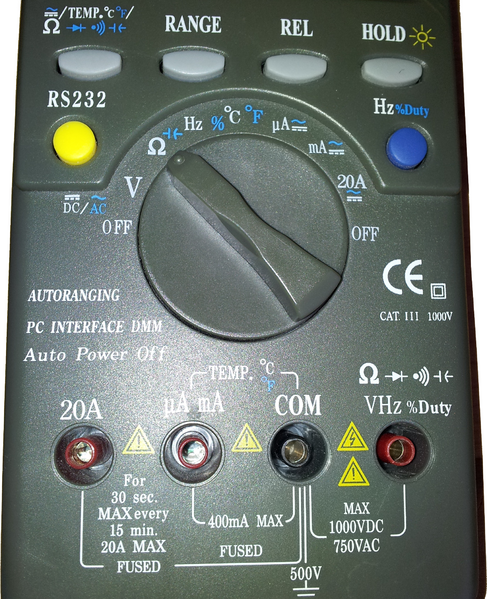 /TEMP.°C°F/
Ω
RANGE
REL
HOLD
RS232
Hz %Duty
Ω Hz % °C °F µA
mA
V
20A
DC/AC
OFF
OFF
CE
CAT. III 1000V
AUTORANGING
PC INTERFACE DMM
Auto Power Off
TEMP. °C
°F
Ω
20A
µA mA
COM
VHz %Duty
For
30 sec.
MAX every
15 min.
20A MAX
FUSED
400mA MAX
FUSED
MAX
1000VDC
750VAC
500V